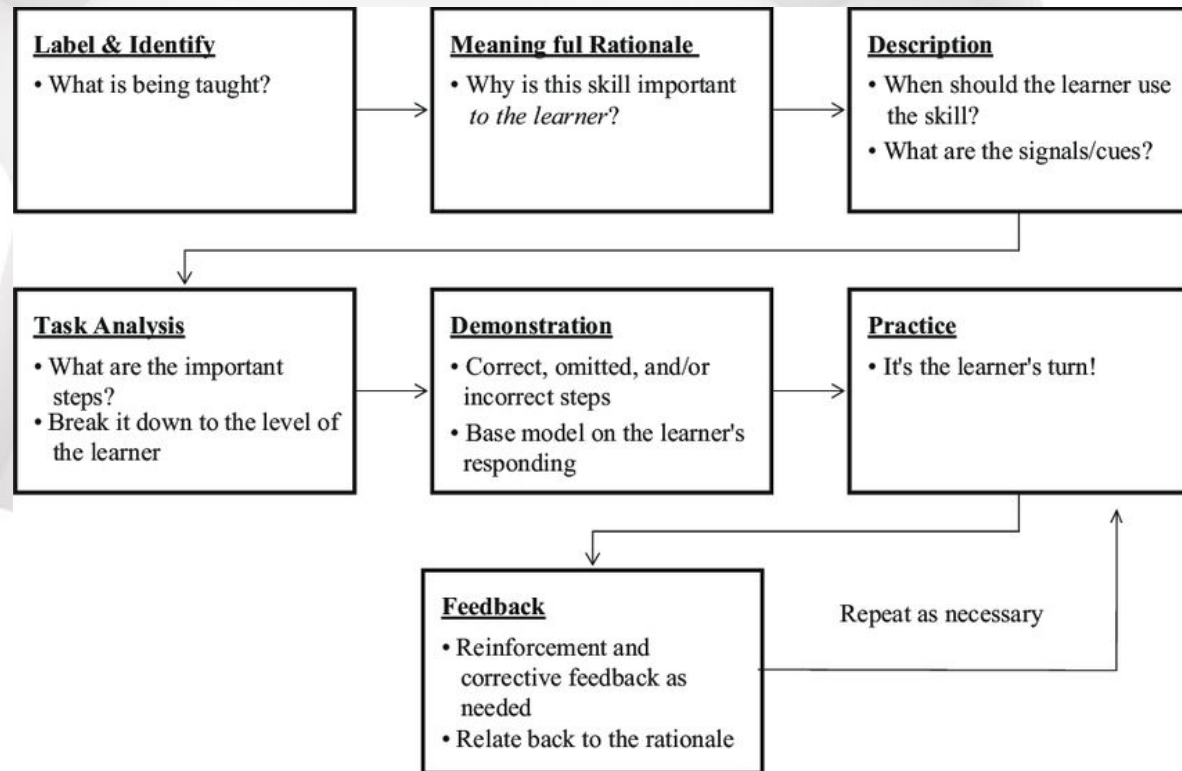 Label & Identify
• What is being taught?
Meaning ful Rationale
• Why is this skill important
to the learner?
Description
• When should the learner use
the skill?
• What are the signals/cues?
Task Analysis
• What are the important
steps?
• Break it down to the level of
the learner
Demonstration
• Correct, omitted, and/or
incorrect steps
• Base model on the learner's
responding
Practice
• It's the learner's turn!
Feedback
• Reinforcement and
corrective feedback as
needed
• Relate back to the rationale
Repeat as necessary